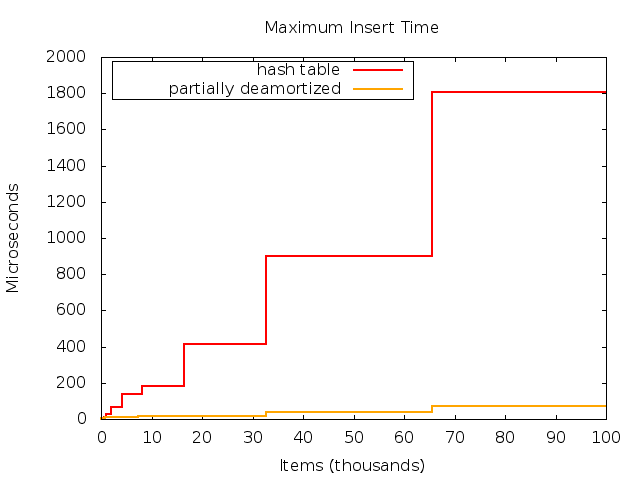 Maximum Insert Time
2000
1800
1600
1400
1200
1000
800
600
400
200
0
hash table
partially deamortized
Microseconds
0 10 20 30 40 50 60 70 80 90 100
Items (thousands)